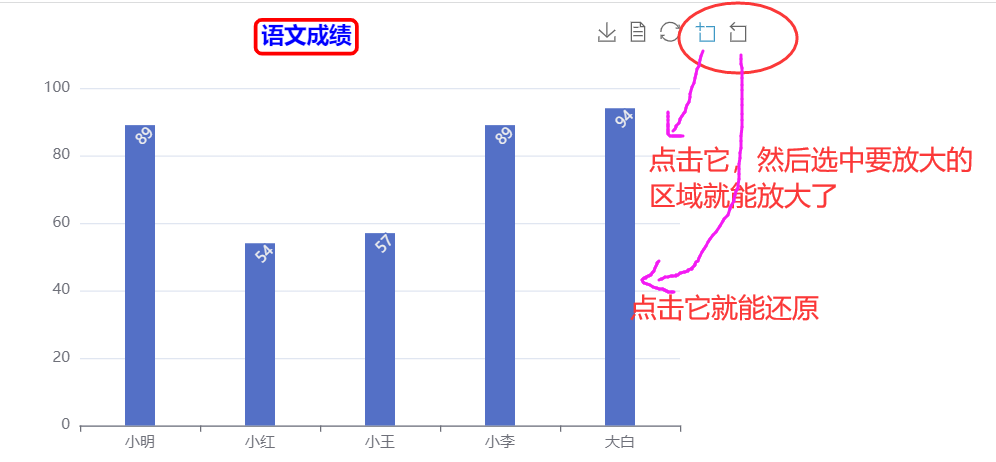 语文成绩
100
80
60
40
20
0
89
54
57
89
94
小明
小红
小王
小李
大白
点击它，然后选中要放大的
区域就能放大了
点击它就能还原